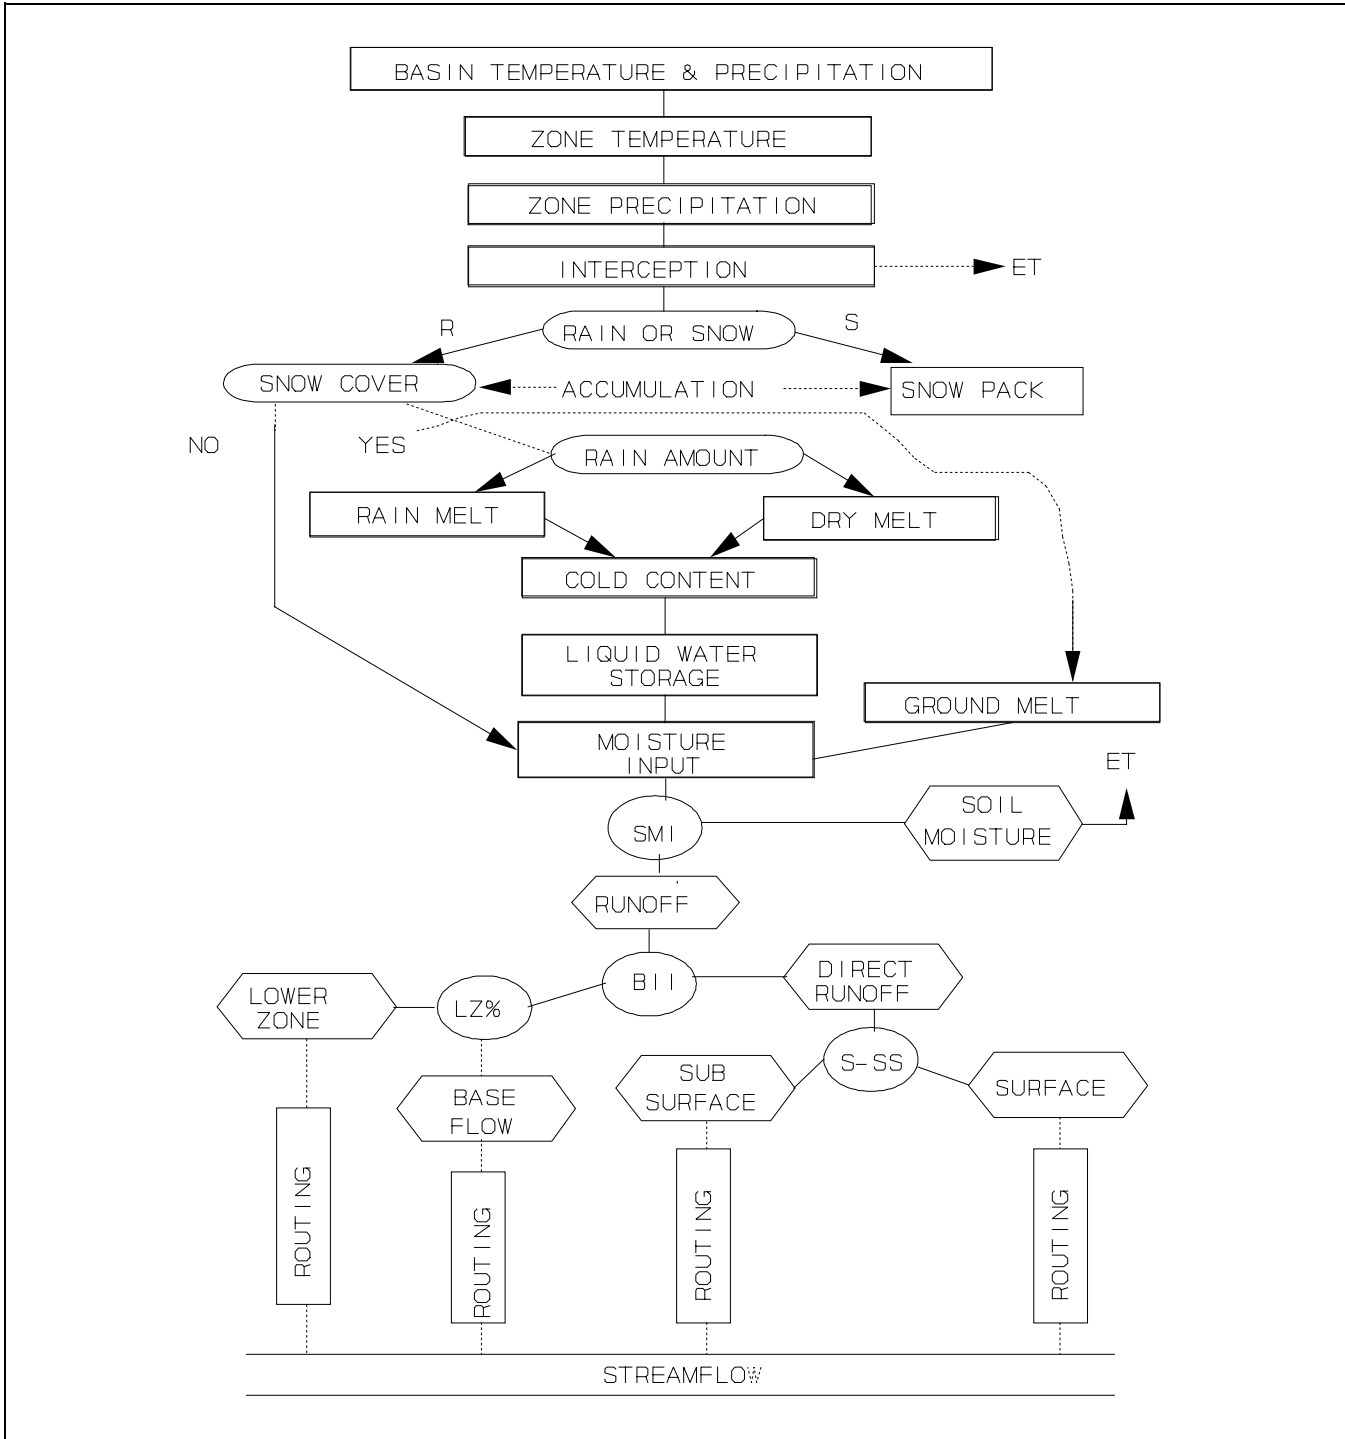 BASIN TEMPERATURE & PRECIPITATION
ZONE TEMPERATURE
ZONE PRECIPITATION
INTERCEPTION
ET
R
RAIN OR SNOW
S
SNOW COVER
ACCUMULATION
SNOW PACK
NO
YES
RAIN AMOUNT
RAIN MELT
DRY MELT
COLD CONTENT
LIQUID WATER
STORAGE
GROUND MELT
MOISTURE
INPUT
ET
SMI
SOIL
MOISTURE
RUNOFF
BII
DIRECT
RUNOFF
LOWER
ZONE
LZ%
S-SS
SUB
SURFACE
SURFACE
BASE
FLOW
ROUTING
ROUTING
ROUTING
ROUTING
STREAMFLOW